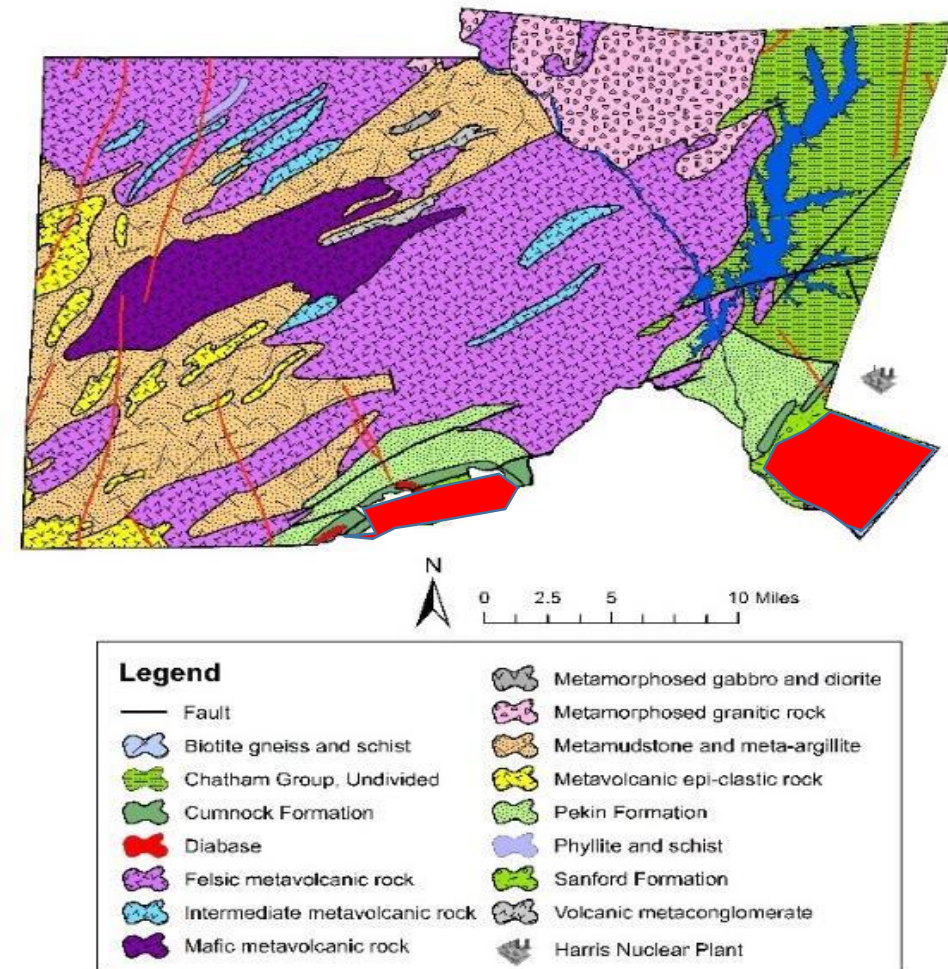 N
0 2.5 5 10 Miles
Legend
Fault
Biotite gneiss and schist
Chatham Group, Undivided
Cumnock Formation
Diabase
Felsic metavolcanic rock
Intermediate metavolcanic rock
Mafic metavolcanic rock
Metamorphosed gabbro and diorite
Metamorphosed granitic rock
Metamudstone and meta-argillite
Metavolcanic epi-clastic rock
Pekin Formation
Phyllite and schist
Sanford Formation
Volcanic metaconglomerate
Harris Nuclear Plant